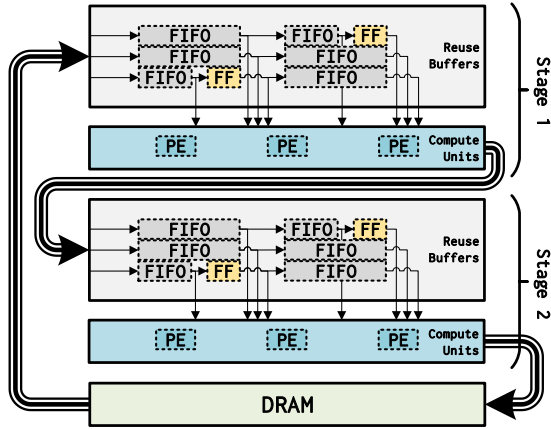 FIFO FIFO FF
FIFO FIFO
FIFO FF FIFO
Reuse
Buffers
PE PE PE
Compute
Units
Stage 1
FIFO FIFO FF
FIFO FIFO
FIFO FF FIFO
Reuse
Buffers
PE PE PE
Compute
Units
Stage 2
DRAM